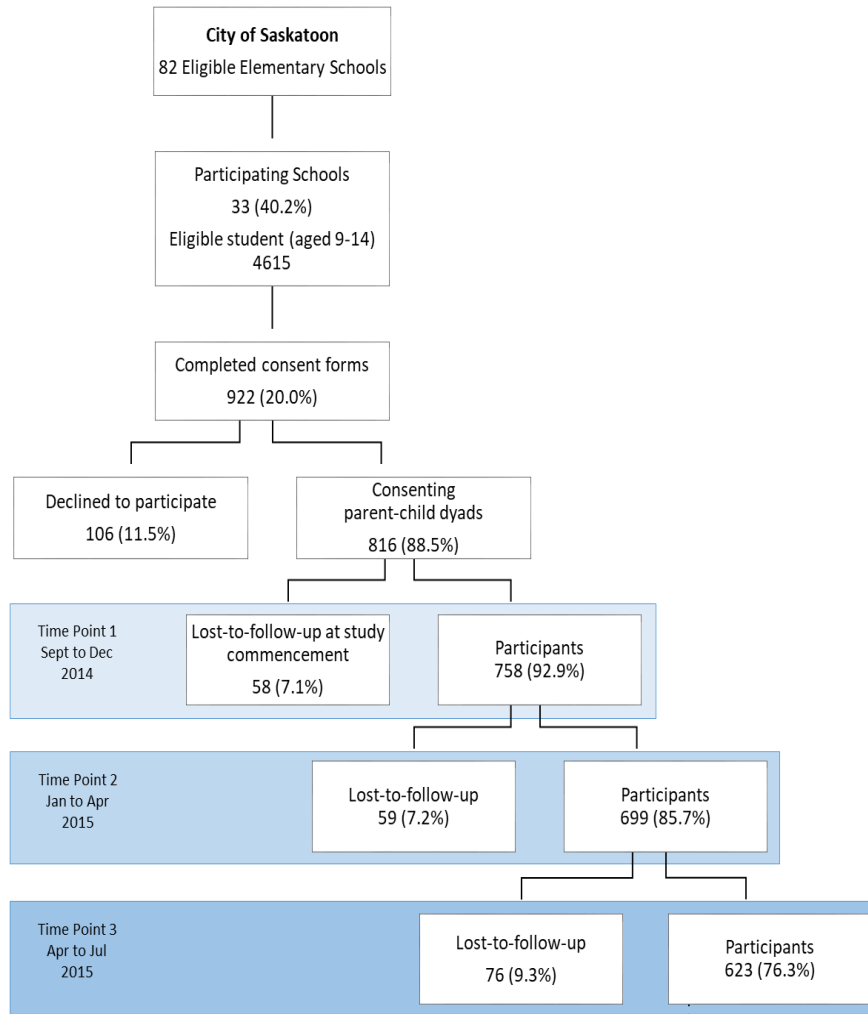 City of Saskatoon
82 Eligible Elementary Schools
Participating Schools
33 (40.2%)
Eligible student (aged 9-14)
4615
Completed consent forms
922 (20.0%)
Declined to participate
106 (11.5%)
Consenting
parent-child dyads
816 (88.5%)
Time Point 1
Sept to Dec
2014
Lost-to-follow-up at study
commencement
58 (7.1%)
Participants
758 (92.9%)
Time Point 2
Jan to Apr
2015
Lost-to-follow-up
59 (7.2%)
Participants
699 (85.7%)
Time Point 3
Apr to Jul
2015
Lost-to-follow-up
76 (9.3%)
Participants
623 (76.3%)